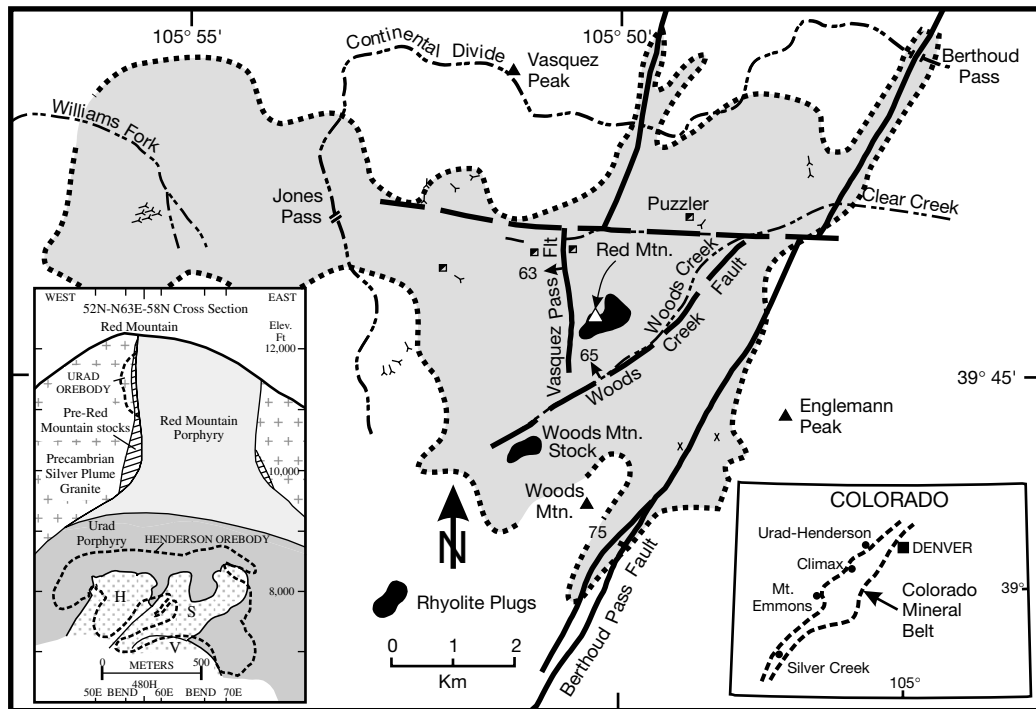 105 55'
105 50'
Continental Divide
Vasquez
Peak
Berthoud
Pass
Williams Fork
Jones
Pass
Puzzler
Clear Creek
Red Mtn.
Vasquez Pass Flt
63
Woods Creek
Woods Creek Fault
65
39 45'
Englemann
Peak
Woods Mtn.
Stock
Woods
Mtn.
75
Berthoud Pass Fault
N
Rhyolite Plugs
0 1 2
Km
WEST EAST
52N-N63E-58N Cross Section
Red Mountain
Elev.
Ft
12,000
URAD
OREBODY
Pre-Red
Mountain stocks
Red Mountain
Porphyry
Precambrian
Silver Plume
Granite
10,000
Urad
Porphyry
HENDERSON OREBODY
8,000
H
S
V
0 500
METERS
480H
50E BEND 60E BEND 70E
COLORADO
Urad-Henderson
DENVER
Climax
Mt.
Emmons
39°
Colorado
Mineral
Belt
Silver Creek
105°